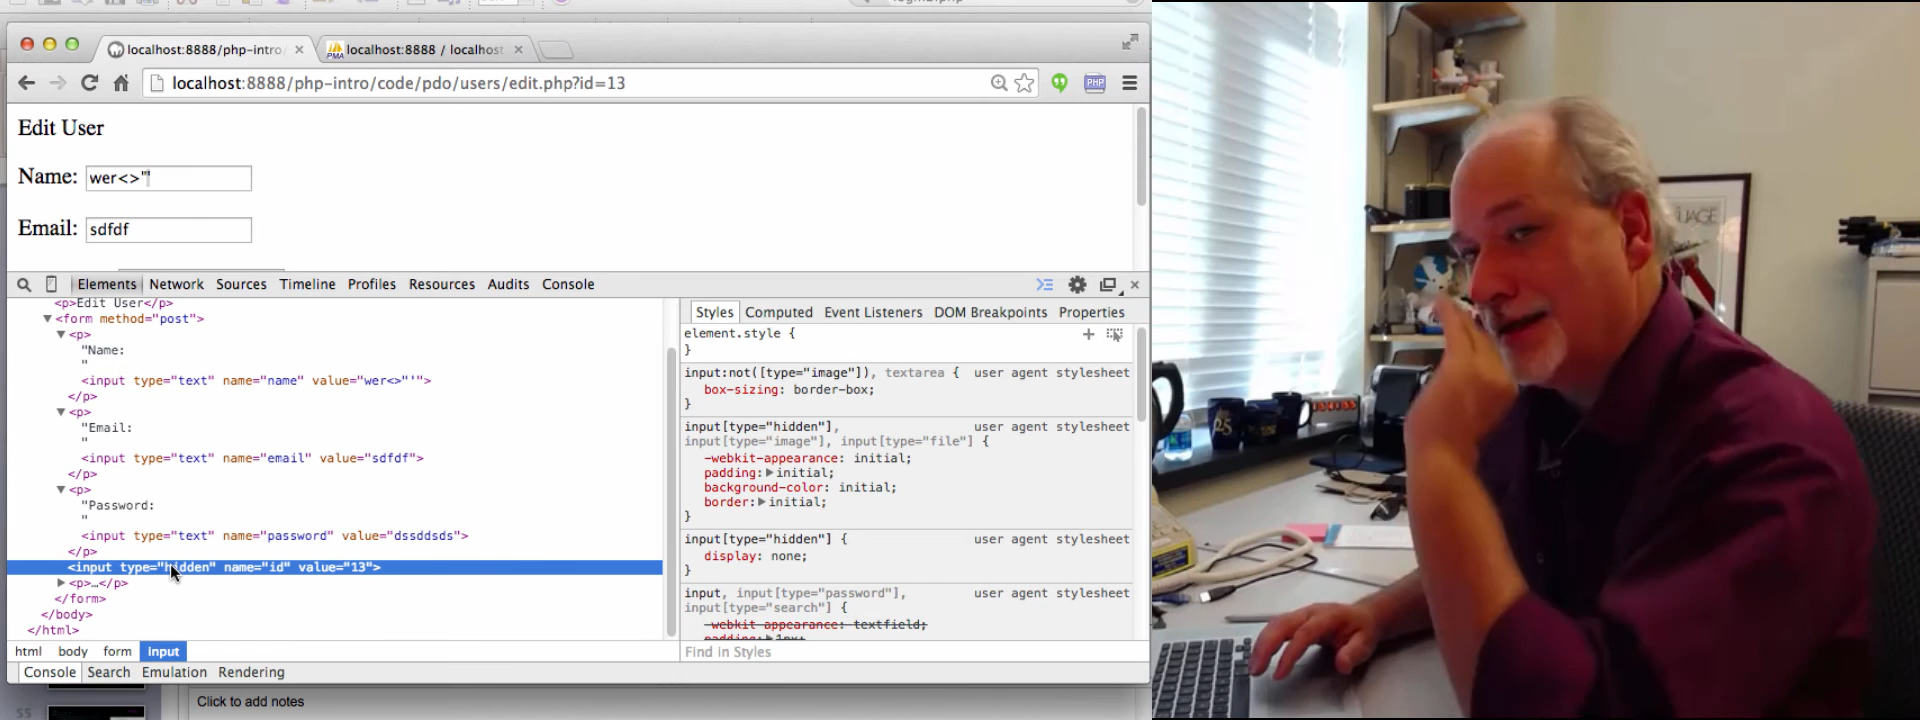 localhost:8888/php-intro
localhost:8888 / localhost
localhost:8888/php-intro/code/pdo/users/edit.php?id=13
PHP
Edit User
Name: wer<>"'
Email: sdfdf
Elements Network Sources Timeline Profiles Resources Audits Console
<p>Edit User</p>
<form method="post">
<p>
"Name:
"
<input type="text" name="name" value="wer<>"'">
</p>
<p>
"Email:
"
<input type="text" name="email" value="sdfdf">
</p>
<p>
"Password:
"
<input type="text" name="password" value="dssddsds">
</p>
<input type="hidden" name="id" value="13">
<p>…</p>
</form>
</body>
</html>
html body form input
Console Search Emulation Rendering
Styles Computed Event Listeners DOM Breakpoints Properties
element.style {
}
input:not([type="image"]), textarea { user agent stylesheet
box-sizing: border-box;
}
input[type="hidden"], user agent stylesheet
input[type="image"], input[type="file"] {
-webkit-appearance: initial;
padding: initial;
background-color: initial;
border: initial;
}
input[type="hidden"] { user agent stylesheet
display: none;
}
input, input[type="password"], user agent stylesheet
input[type="search"] {
-webkit-appearance: textfield;
padding: 1px;
Find in Styles
55
Click to add notes
25